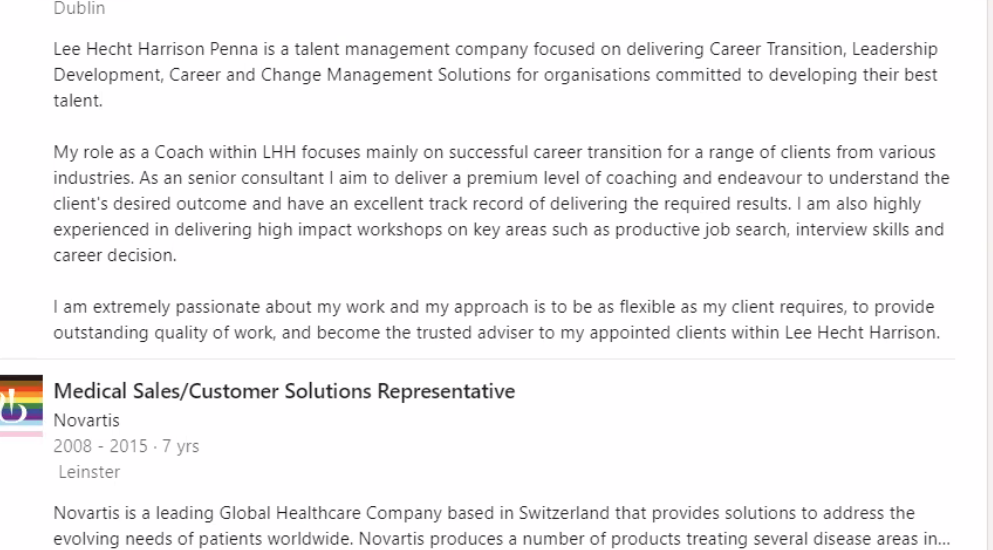 Dublin
Lee Hecht Harrison Penna is a talent management company focused on delivering Career Transition, Leadership
Development, Career and Change Management Solutions for organisations committed to developing their best
talent.
My role as a Coach within LHH focuses mainly on successful career transition for a range of clients from various
industries. As an senior consultant I aim to deliver a premium level of coaching and endeavour to understand the
client's desired outcome and have an excellent track record of delivering the required results. I am also highly
experienced in delivering high impact workshops on key areas such as productive job search, interview skills and
career decision.
I am extremely passionate about my work and my approach is to be as flexible as my client requires, to provide
outstanding quality of work, and become the trusted adviser to my appointed clients within Lee Hecht Harrison.
Medical Sales/Customer Solutions Representative
Novartis
2008 - 2015 · 7 yrs
Leinster
Novartis is a leading Global Healthcare Company based in Switzerland that provides solutions to address the
evolving needs of patients worldwide. Novartis produces a number of products treating several disease areas in...